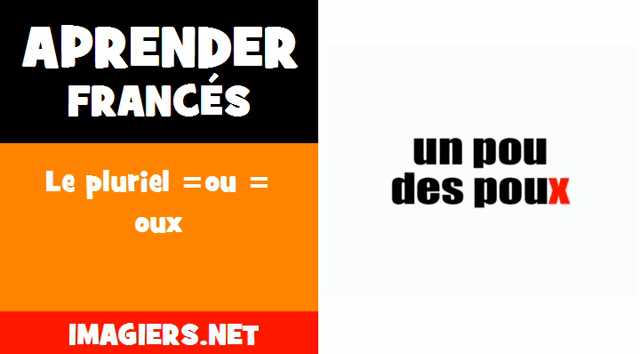 APRENDER
FRANCÉS
Le pluriel =ou =
oux
IMAGIERS.NET
un pou
des poux